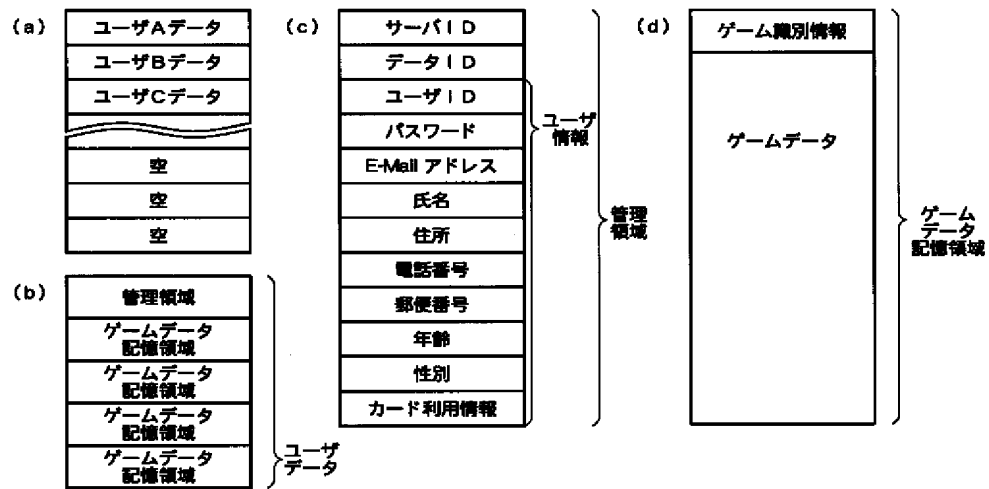 (a)
ユーザAデータ
ユーザBデータ
ユーザCデータ
空
空
空
(b)
管理領域
ゲームデータ
記憶領域
ゲームデータ
記憶領域
ゲームデータ
記憶領域
ゲームデータ
記憶領域
ユーザ
データ
(c)
サーバID
データID
ユーザID
パスワード
E-Mail アドレス
氏名
住所
電話番号
郵便番号
年齢
性別
カード利用情報
ユーザ
情報
管理
領域
(d)
ゲーム識別情報
ゲームデータ
ゲーム
データ
記憶領域